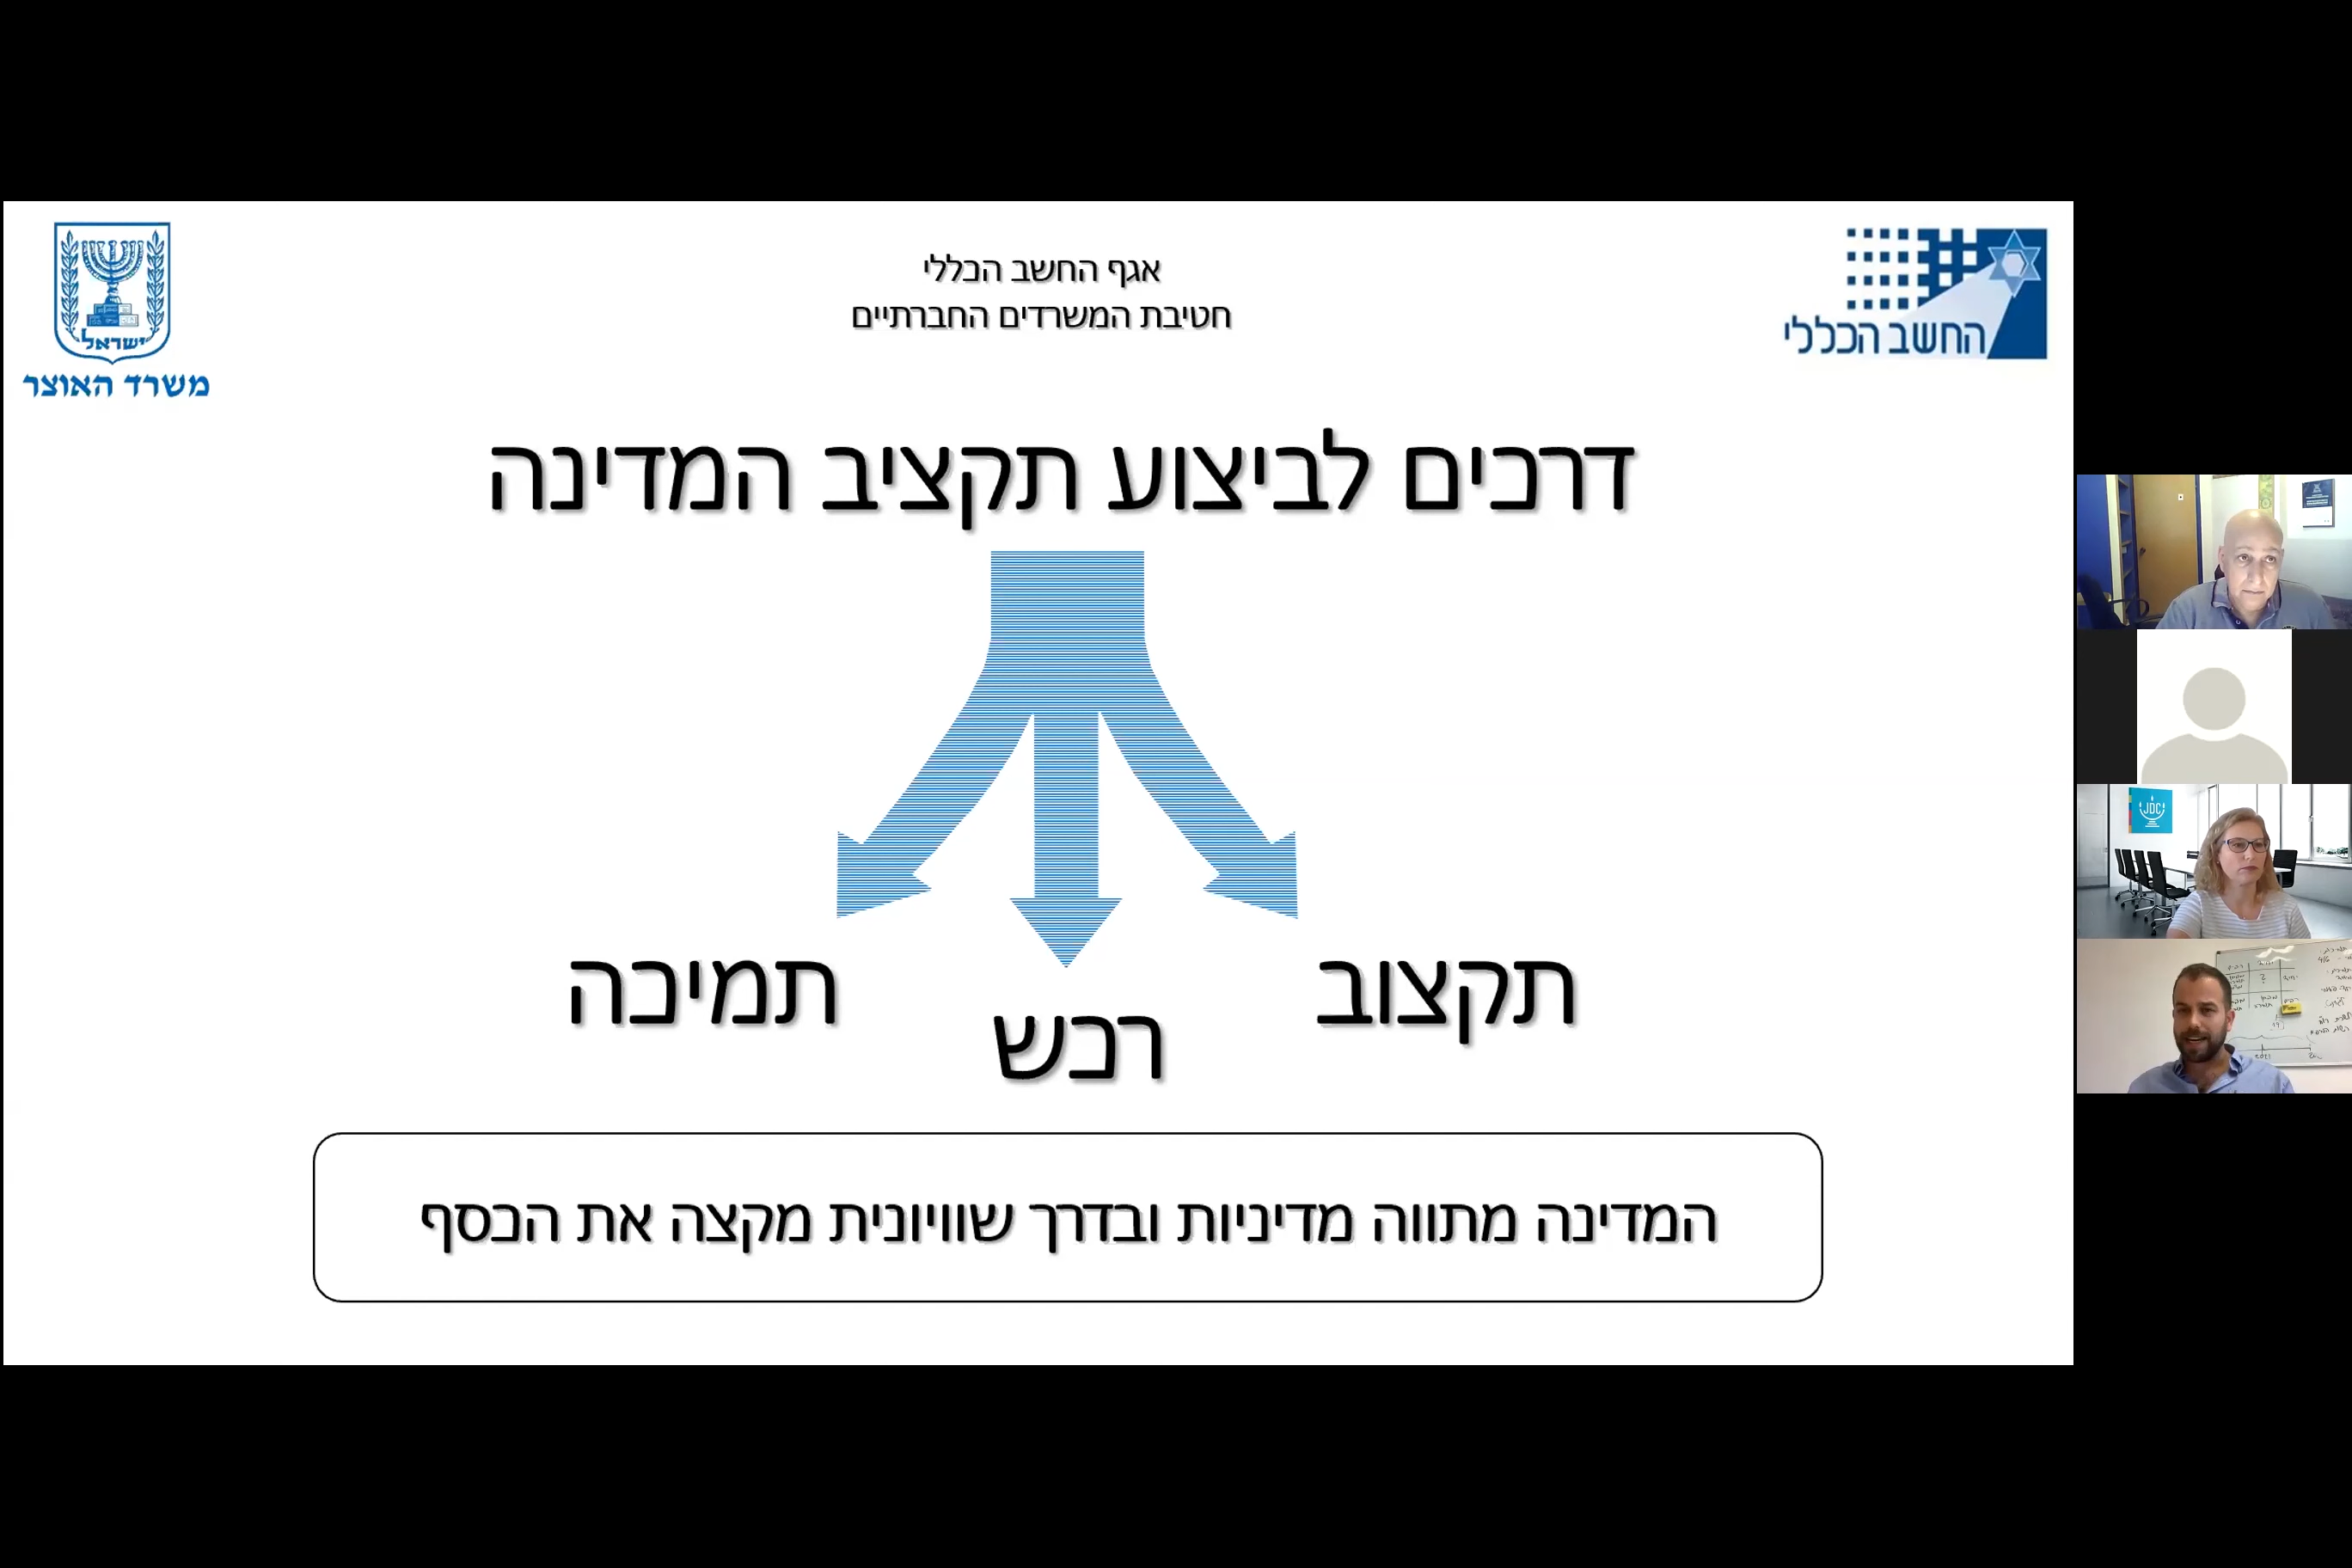 אגף החשב הכללי
חטיבת המשרדים החברתיים
החשב הכללי
ישראל
משרד האוצר
דרכים לביצוע תקציב המדינה
תקצוב
רכש
תמיכה
המדינה מתווה מדיניות ובדרך שוויונית מקצה את הכסף
JDC